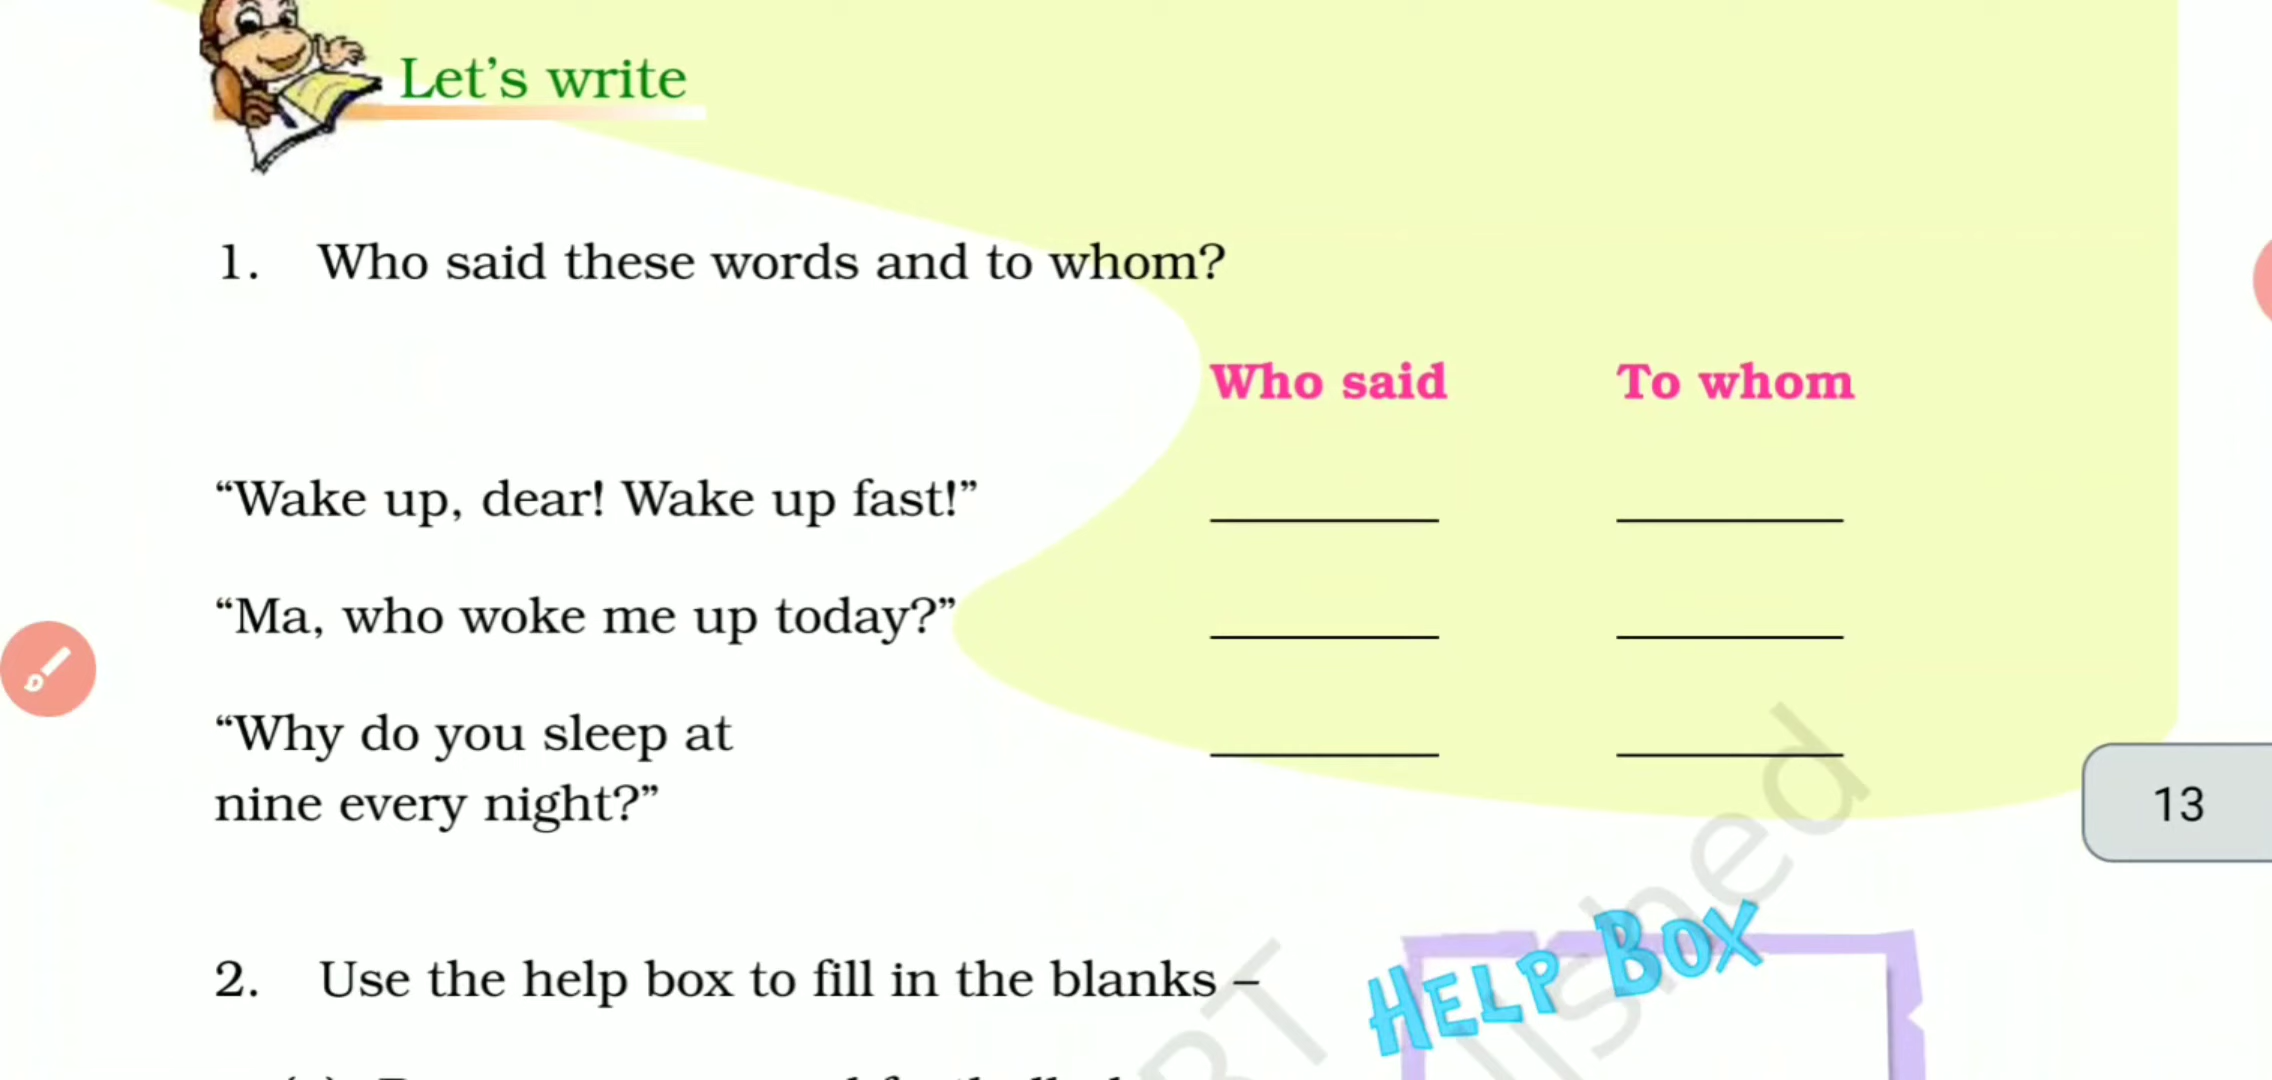 Let's write
1. Who said these words and to whom?
Who said To whom
“Wake up, dear! Wake up fast!”
“Ma, who woke me up today?”
“Why do you sleep at
nine every night?”
13
2. Use the help box to fill in the blanks –
HELP BOX